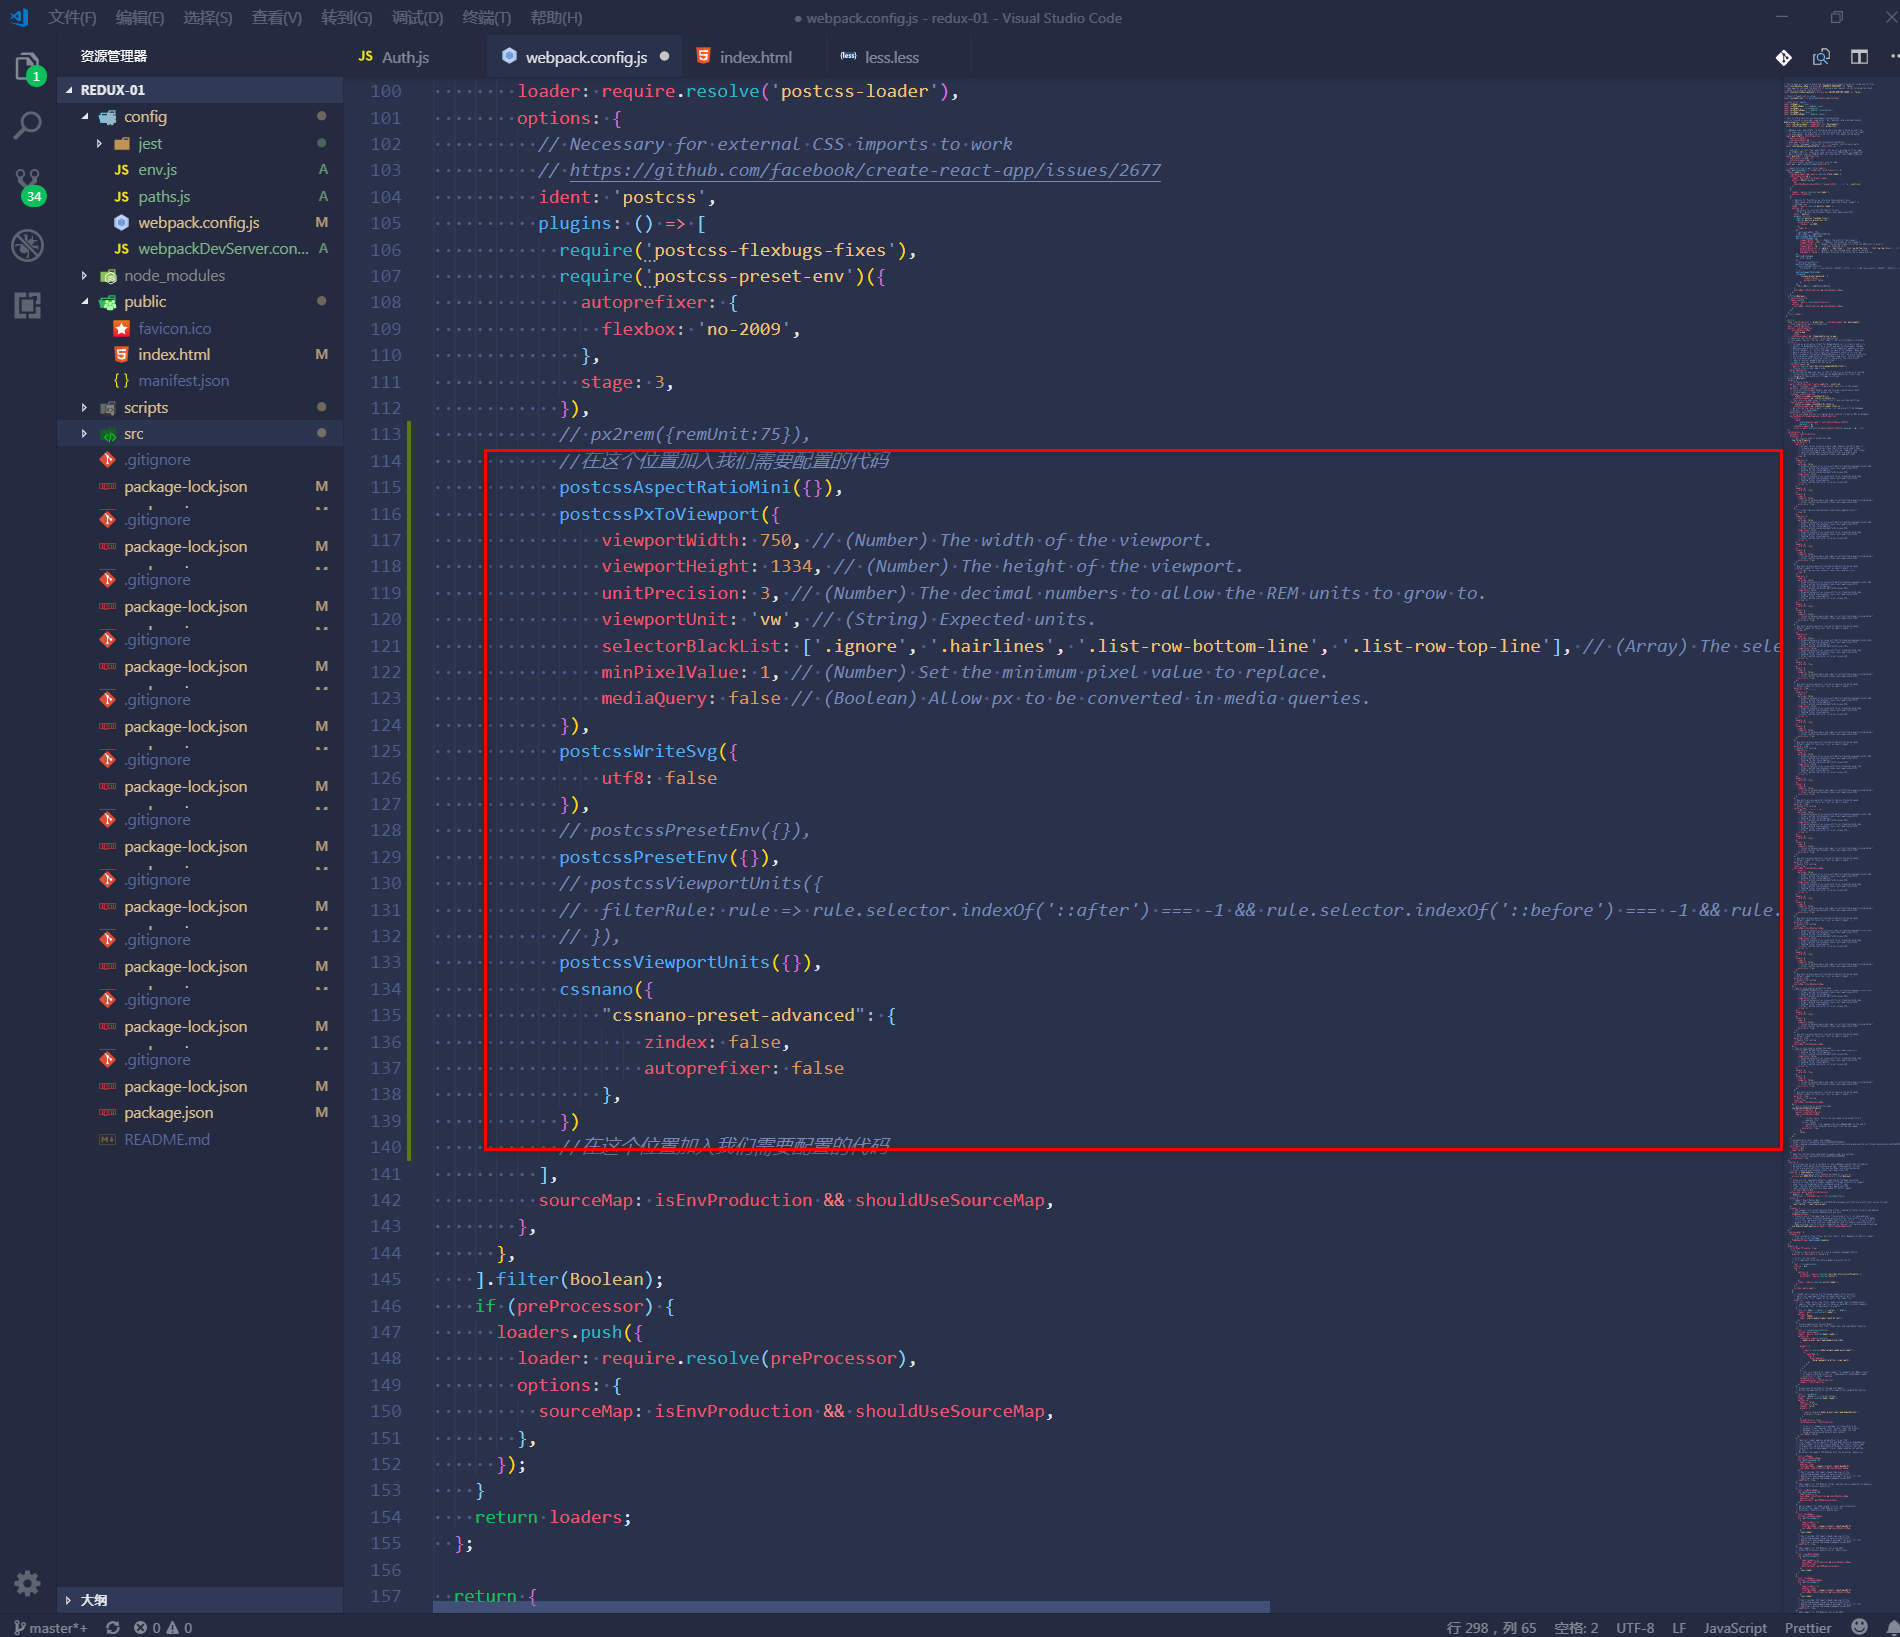 文件(F) 编辑(E) 选择(S) 查看(V) 转到(G) 调试(D) 终端(T) 帮助(H)
● webpack.config.js - redux-01 - Visual Studio Code
资源管理器
JS Auth.js
webpack.config.js
index.html
{less} less.less
1
34
REDUX-01
config
jest
JS env.js A
JS paths.js A
webpack.config.js M
JS webpackDevServer.con... A
node_modules
public
favicon.ico
index.html M
{ } manifest.json
scripts
src
.gitignore
package-lock.json M
.gitignore
package-lock.json M
.gitignore
package-lock.json M
.gitignore
package-lock.json M
.gitignore
package-lock.json M
.gitignore
package-lock.json M
.gitignore
package-lock.json M
.gitignore
package-lock.json M
.gitignore
package-lock.json M
.gitignore
package-lock.json M
.gitignore
package-lock.json M
package.json M
README.md
大纲
100 loader: require.resolve('postcss-loader'),
101 options: {
102 // Necessary for external CSS imports to work
103 // https://github.com/facebook/create-react-app/issues/2677
104 ident: 'postcss',
105 plugins: () => [
106 require('postcss-flexbugs-fixes'),
107 require('postcss-preset-env')({
108 autoprefixer: {
109 flexbox: 'no-2009',
110 },
111 stage: 3,
112 }),
113 // px2rem({remUnit:75}),
114 //在这个位置加入我们需要配置的代码
115 postcssAspectRatioMini({}),
116 postcssPxToViewport({
117 viewportWidth: 750, // (Number) The width of the viewport.
118 viewportHeight: 1334, // (Number) The height of the viewport.
119 unitPrecision: 3, // (Number) The decimal numbers to allow the REM units to grow to.
120 viewportUnit: 'vw', // (String) Expected units.
121 selectorBlackList: ['.ignore', '.hairlines', '.list-row-bottom-line', '.list-row-top-line'], // (Array) The sele
122 minPixelValue: 1, // (Number) Set the minimum pixel value to replace.
123 mediaQuery: false // (Boolean) Allow px to be converted in media queries.
124 }),
125 postcssWriteSvg({
126 utf8: false
127 }),
128 // postcssPresetEnv({}),
129 postcssPresetEnv({}),
130 // postcssViewportUnits({
131 // filterRule: rule => rule.selector.indexOf('::after') === -1 && rule.selector.indexOf('::before') === -1 && rule.
132 // }),
133 postcssViewportUnits({}),
134 cssnano({
135 "cssnano-preset-advanced": {
136 zindex: false,
137 autoprefixer: false
138 },
139 })
140 //在这个位置加入我们需要配置的代码
141 ],
142 sourceMap: isEnvProduction && shouldUseSourceMap,
143 },
144 },
145 ].filter(Boolean);
146 if (preProcessor) {
147 loaders.push({
148 loader: require.resolve(preProcessor),
149 options: {
150 sourceMap: isEnvProduction && shouldUseSourceMap,
151 },
152 });
153 }
154 return loaders;
155 };
156
157 return {
master*+ 0 0
行 298，列 65 空格: 2 UTF-8 LF JavaScript Prettier